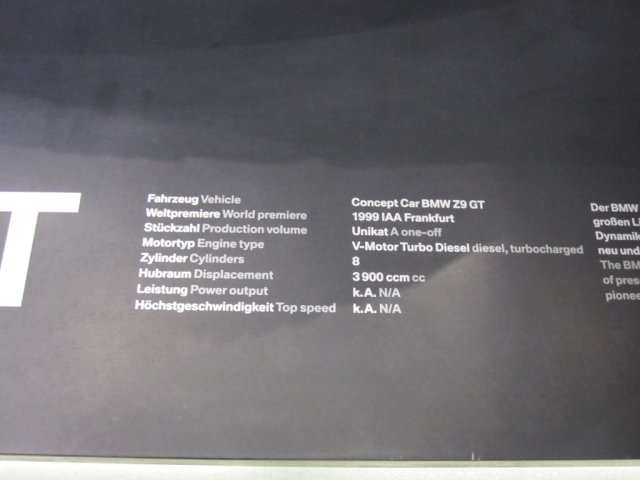 T
Fahrzeug Vehicle Concept Car BMW Z9 GT
Weltpremiere World premiere 1999 IAA Frankfurt
Stückzahl Production volume Unikat A one-off
Motortyp Engine type V-Motor Turbo Diesel diesel, turbocharged
Zylinder Cylinders 8
Hubraum Displacement 3 900 ccm cc
Leistung Power output k.A. N/A
Höchstgeschwindigkeit Top speed k.A. N/A
Der BMW
großen Li
Dynamik
neu und
The BM
of prese
pionee